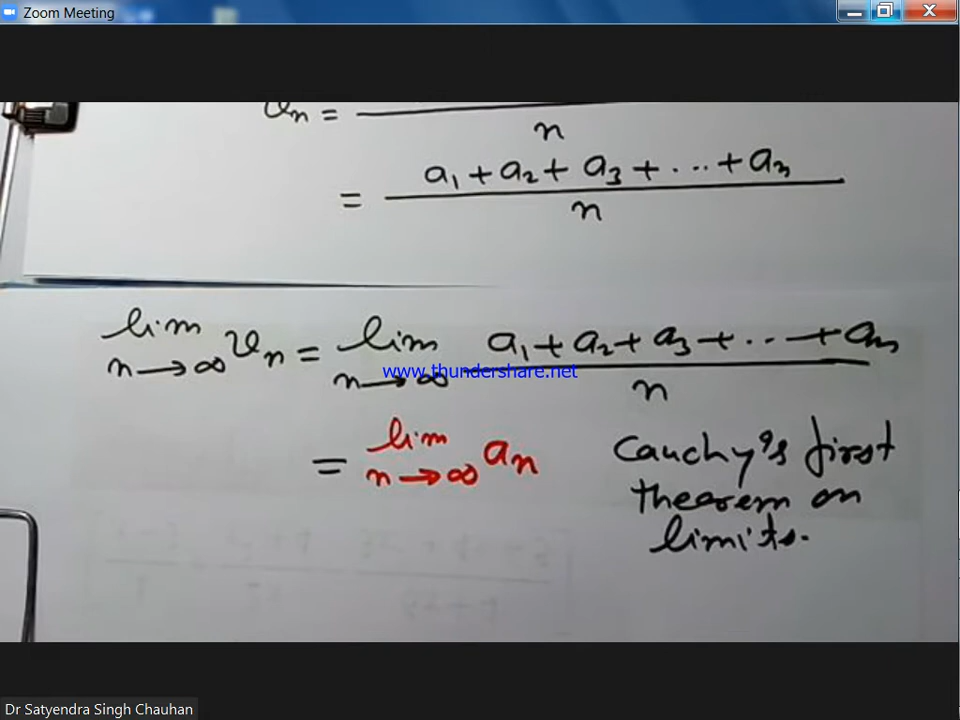 Zoom Meeting
vₙ = ―
n
= (a₁ + a₂ + a₃ + ... + aₙ) / n
lim n→∞ vₙ = lim n→∞ (a₁ + a₂ + a₃ + ... + aₙ) / n
www.thundershare.net
= lim n→∞ aₙ Cauchy's first
theorem on
limits.
Dr Satyendra Singh Chauhan